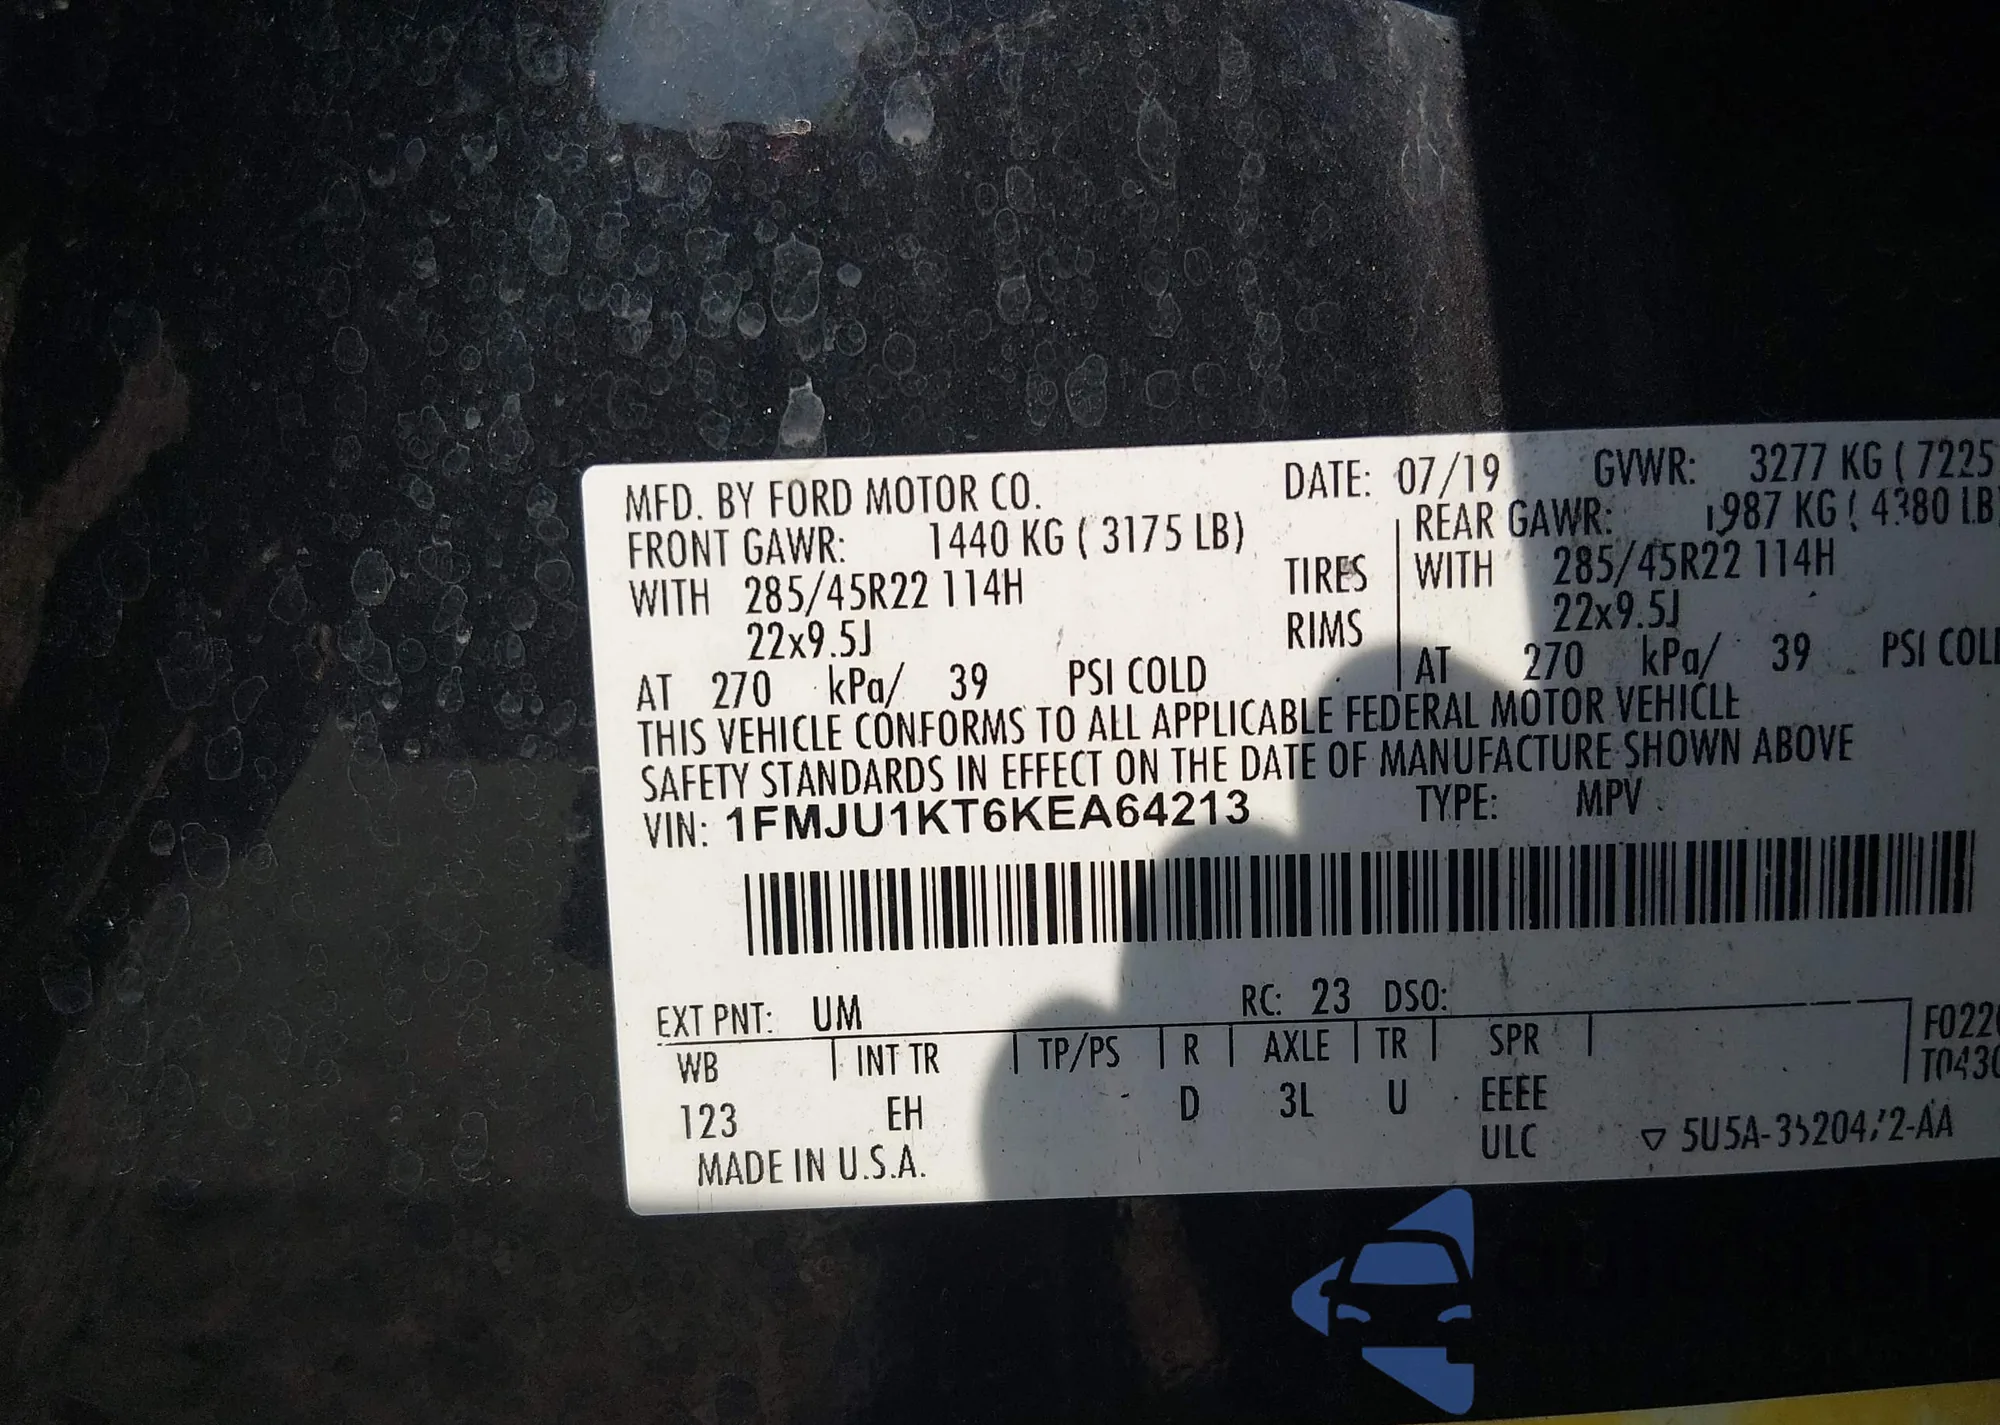 MFD. BY FORD MOTOR CO. DATE: 07/19 GVWR: 3277 KG ( 7225
FRONT GAWR: 1440 KG ( 3175 LB) REAR GAWR: 1987 KG ( 4380 LB)
WITH 285/45R22 114H TIRES WITH 285/45R22 114H
22x9.5J RIMS 22x9.5J
AT 270 kPa/ 39 PSI COLD AT 270 kPa/ 39 PSI COLD
THIS VEHICLE CONFORMS TO ALL APPLICABLE FEDERAL MOTOR VEHICLE
SAFETY STANDARDS IN EFFECT ON THE DATE OF MANUFACTURE SHOWN ABOVE
VIN: 1FMJU1KT6KEA64213 TYPE: MPV
EXT PNT: UM RC: 23 DSO:
WB INT TR TP/PS R AXLE TR SPR F022
123 EH D 3L U EEEE T043
MADE IN U.S.A. ULC